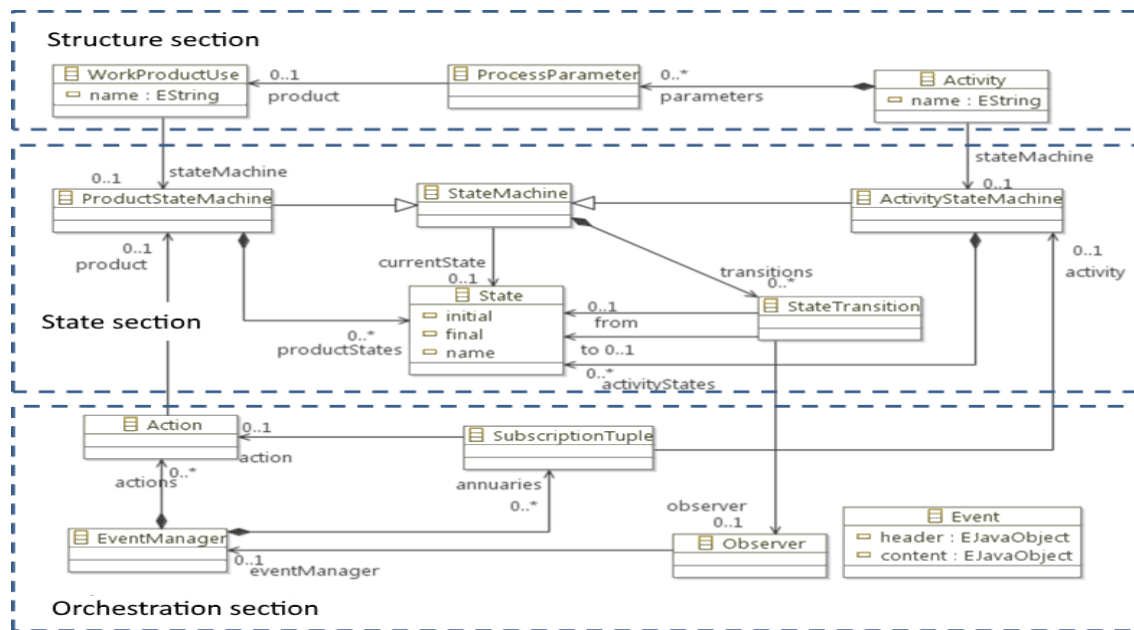 Structure section
WorkProductUse
name : EString
0..1
product
ProcessParameter
0..*
parameters
Activity
name : EString
stateMachine
0..1
ProductStateMachine
StateMachine
stateMachine
0..1
ActivityStateMachine
0..1
product
currentState
0..1
transitions
0..*
0..1
activity
State
initial
final
name
StateTransition
0..1
from
to 0..1
0..*
productStates
0..*
activityStates
State section
Action
0..1
action
SubscriptionTuple
actions
0..*
annuaries
0..*
observer
0..1
EventManager
0..1
eventManager
Observer
Event
header : EJavaObject
content : EJavaObject
Orchestration section